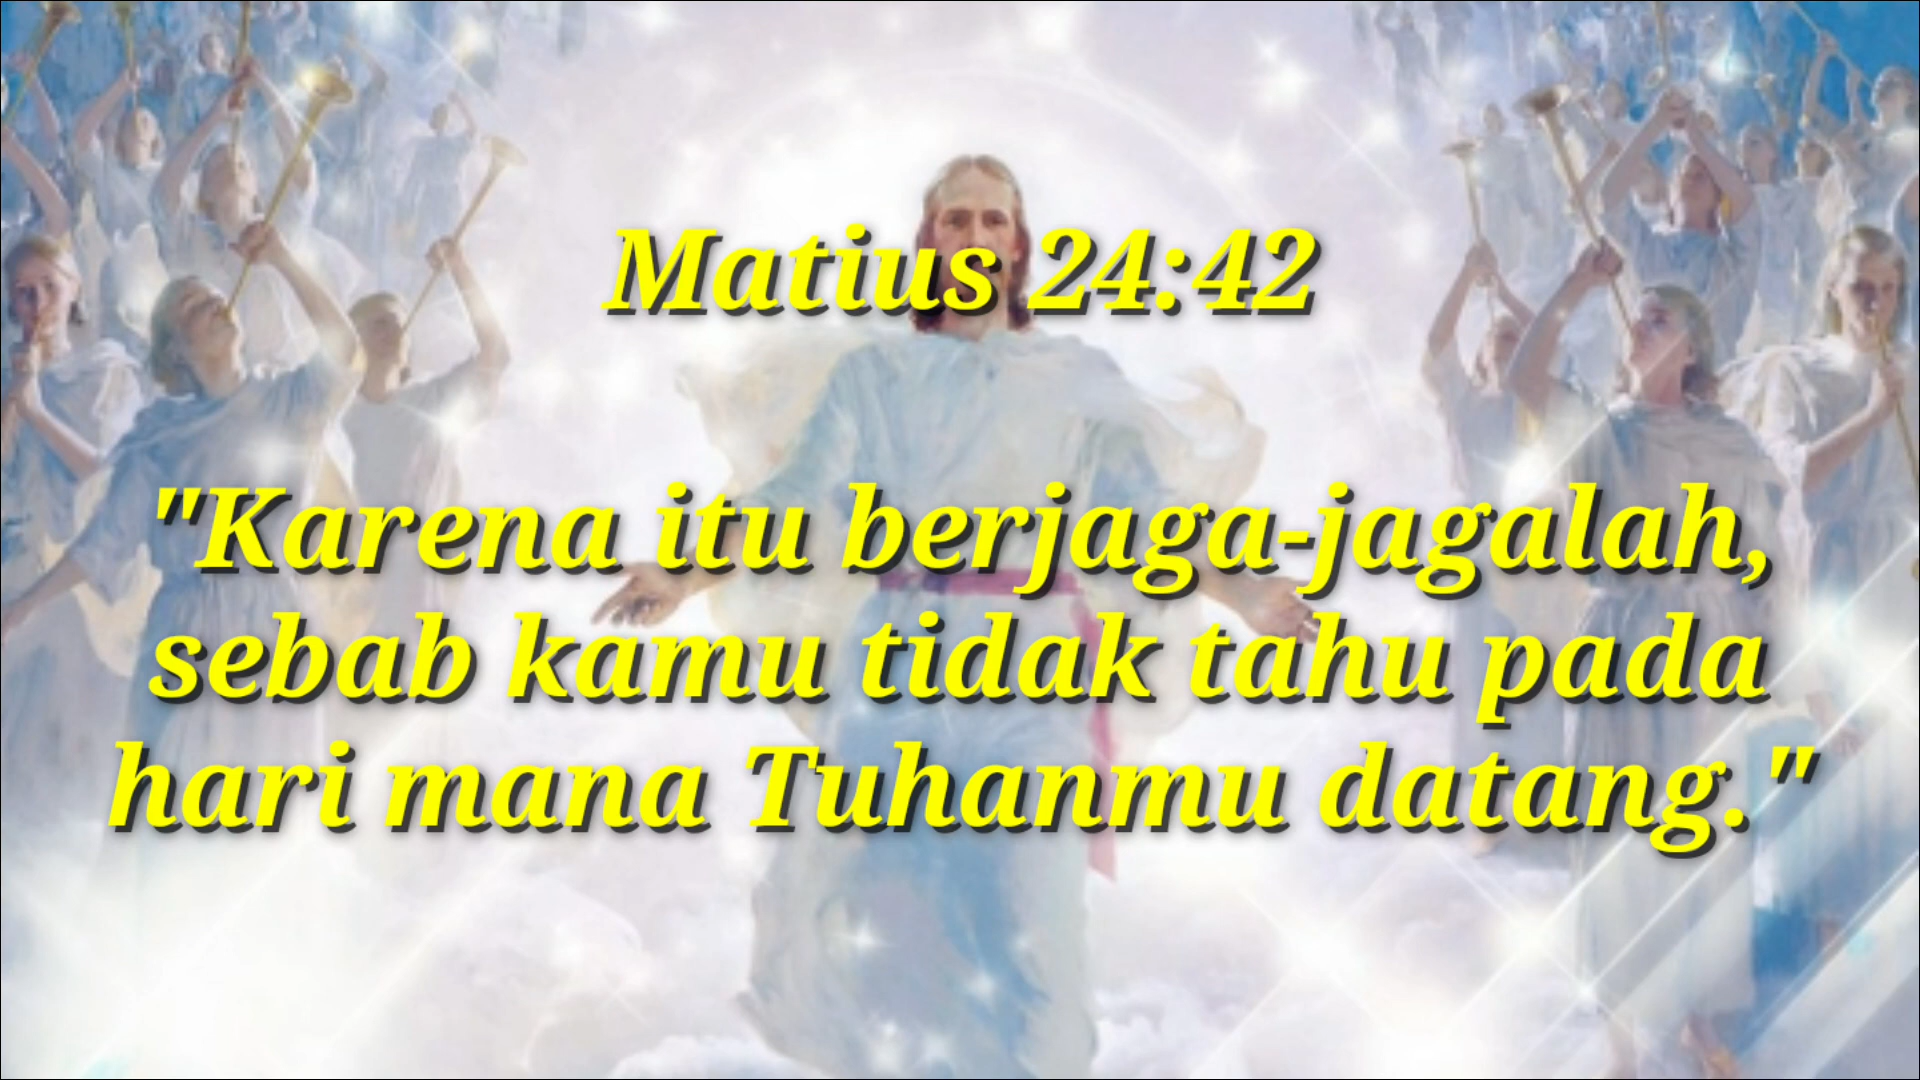 Matius 24:42
"Karena itu berjaga-jagalah,
sebab kamu tidak tahu pada
hari mana Tuhanmu datang."